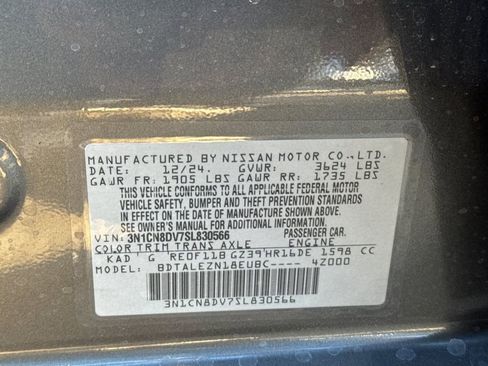 MANUFACTURED BY NISSAN MOTOR CO., LTD.
DATE: 12/24. GVWR: 3624 LBS
GAWR FR: 1905 LBS GAWR RR: 1735 LBS
THIS VEHICLE CONFORMS TO ALL APPLICABLE FEDERAL MOTOR
VEHICLE SAFETY, BUMPER AND THEFT PREVENTION STANDARDS
IN EFFECT ON THE DATE OF MANUFACTURE SHOWN ABOVE.
SEE OWNER'S MANUAL FOR ADDITIONAL INFORMATION.
VIN: 3N1CN8DV7SL830566 PASSENGER CAR.
COLOR TRIM TRANS AXLE ENGINE
KAD G RE0F11B GZ39 HR16DE 1598 CC
MODEL: BDTALEZN18EUBC---- 4Z000
3N1CN8DV7SL830566